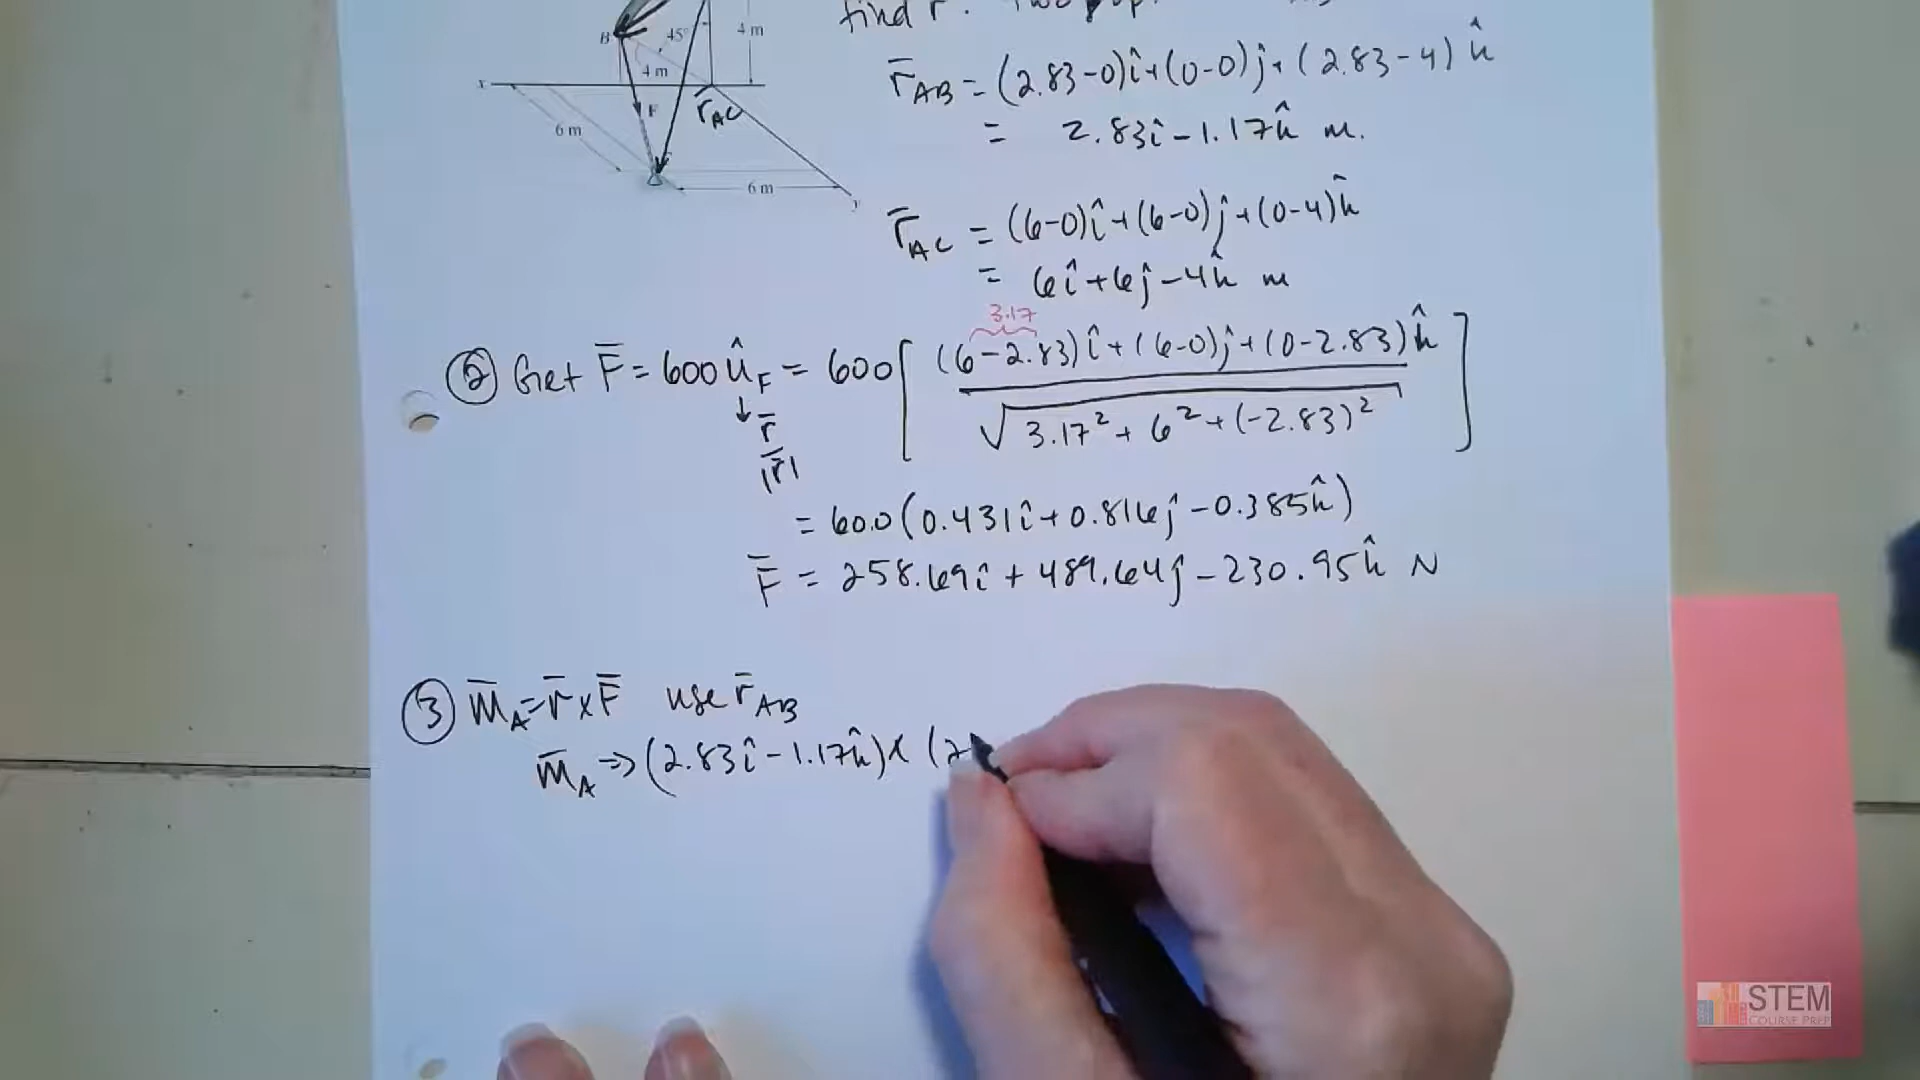 find r.
B
45°
4 m
4 m
x
F
r̄AC
6 m
C
6 m
y
r̄AB = (2.83-0)î+(0-0)ĵ+(2.83-4)k̂
= 2.83î-1.17k̂ m.
r̄AC = (6-0)î+(6-0)ĵ+(0-4)k̂
= 6î+6ĵ-4k̂ m
3.17
② Get F̄ = 600 ûF = 600[ (6-2.83)î+(6-0)ĵ+(0-2.83)k̂ ]
√3.17²+6²+(-2.83)²
r̄
|r̄|
= 600(0.431î+0.816ĵ-0.385k̂)
F̄ = 258.69î+489.64ĵ-230.95k̂ N
③ M̄A=r̄xF̄ use r̄AB
M̄A ⇒ (2.83î-1.17k̂)x(2
STEM
COURSE PREP